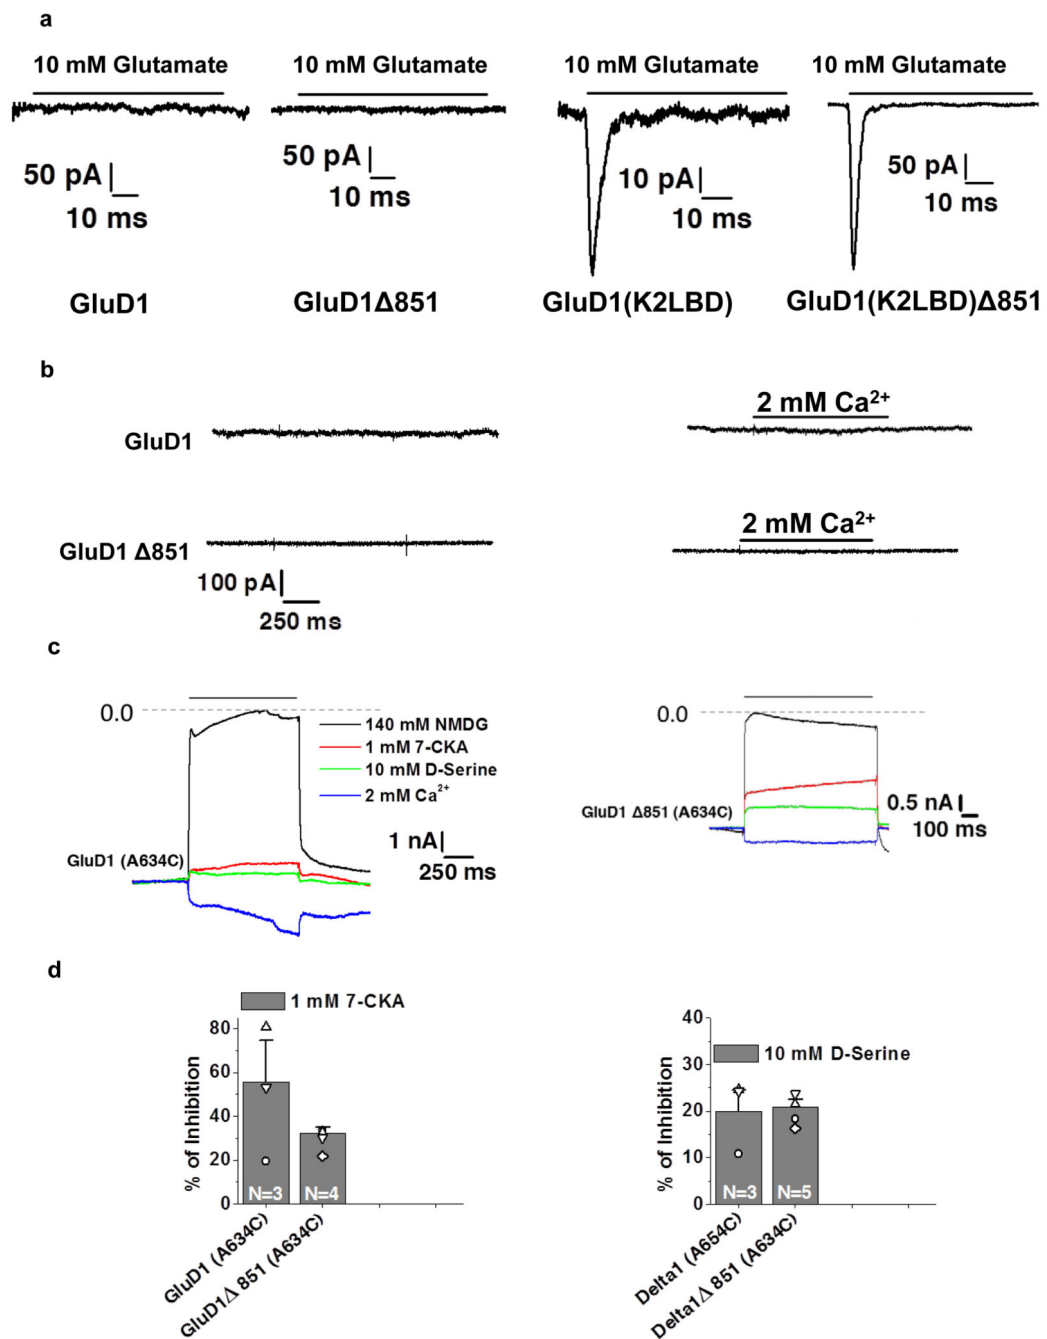 a
10 mM Glutamate
10 mM Glutamate
10 mM Glutamate
10 mM Glutamate
50 pA
10 ms
50 pA
10 ms
10 pA
10 ms
50 pA
10 ms
GluD1
GluD1Δ851
GluD1(K2LBD)
GluD1(K2LBD)Δ851
b
GluD1
2 mM Ca²⁺
GluD1 Δ851
2 mM Ca²⁺
100 pA
250 ms
c
0.0
140 mM NMDG
1 mM 7-CKA
10 mM D-Serine
2 mM Ca²⁺
GluD1 (A634C)
1 nA
250 ms
0.0
GluD1 Δ851 (A634C)
0.5 nA
100 ms
d
1 mM 7-CKA
% of Inhibition
80
60
40
20
0
N=3
N=4
GluD1 (A634C)
GluD1Δ 851 (A634C)
10 mM D-Serine
% of Inhibition
40
30
20
10
0
N=3
N=5
Delta1 (A654C)
Delta1Δ 851 (A634C)